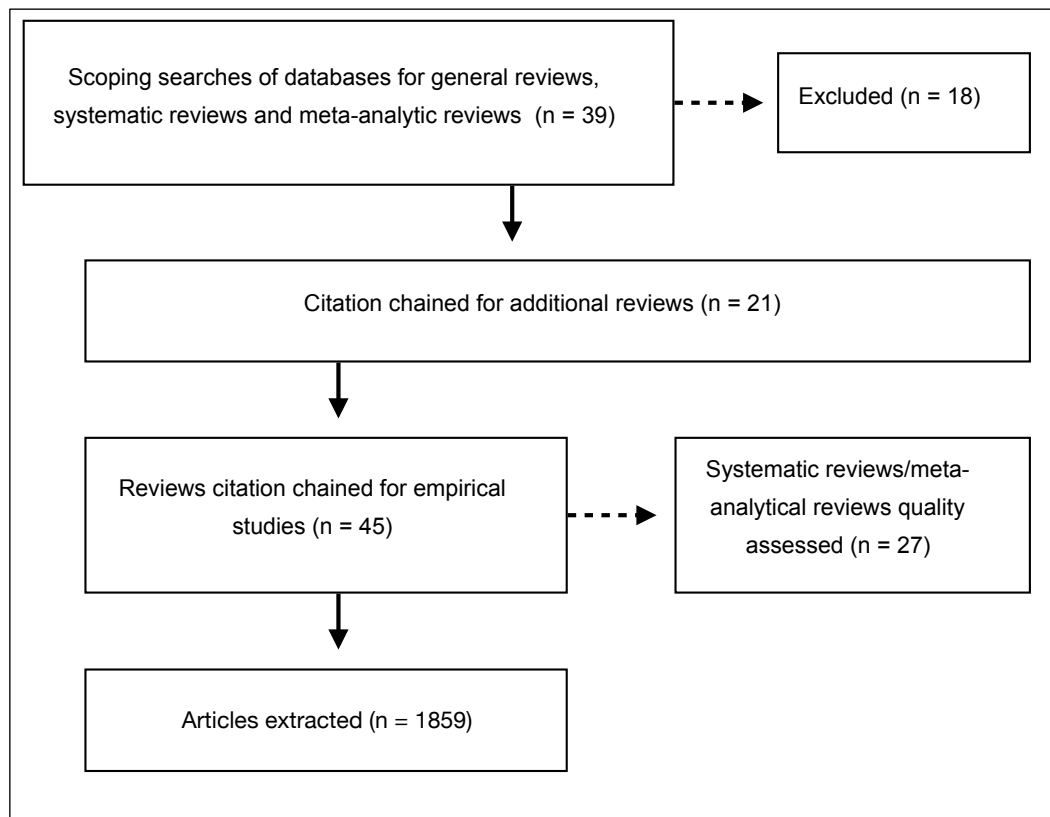 Scoping searches of databases for general reviews,
systematic reviews and meta-analytic reviews  (n = 39)
Excluded (n = 18)
Citation chained for additional reviews (n = 21)
Reviews citation chained for empirical
studies (n = 45)
Systematic reviews/meta-
analytical reviews quality
assessed (n = 27)
Articles extracted (n = 1859)